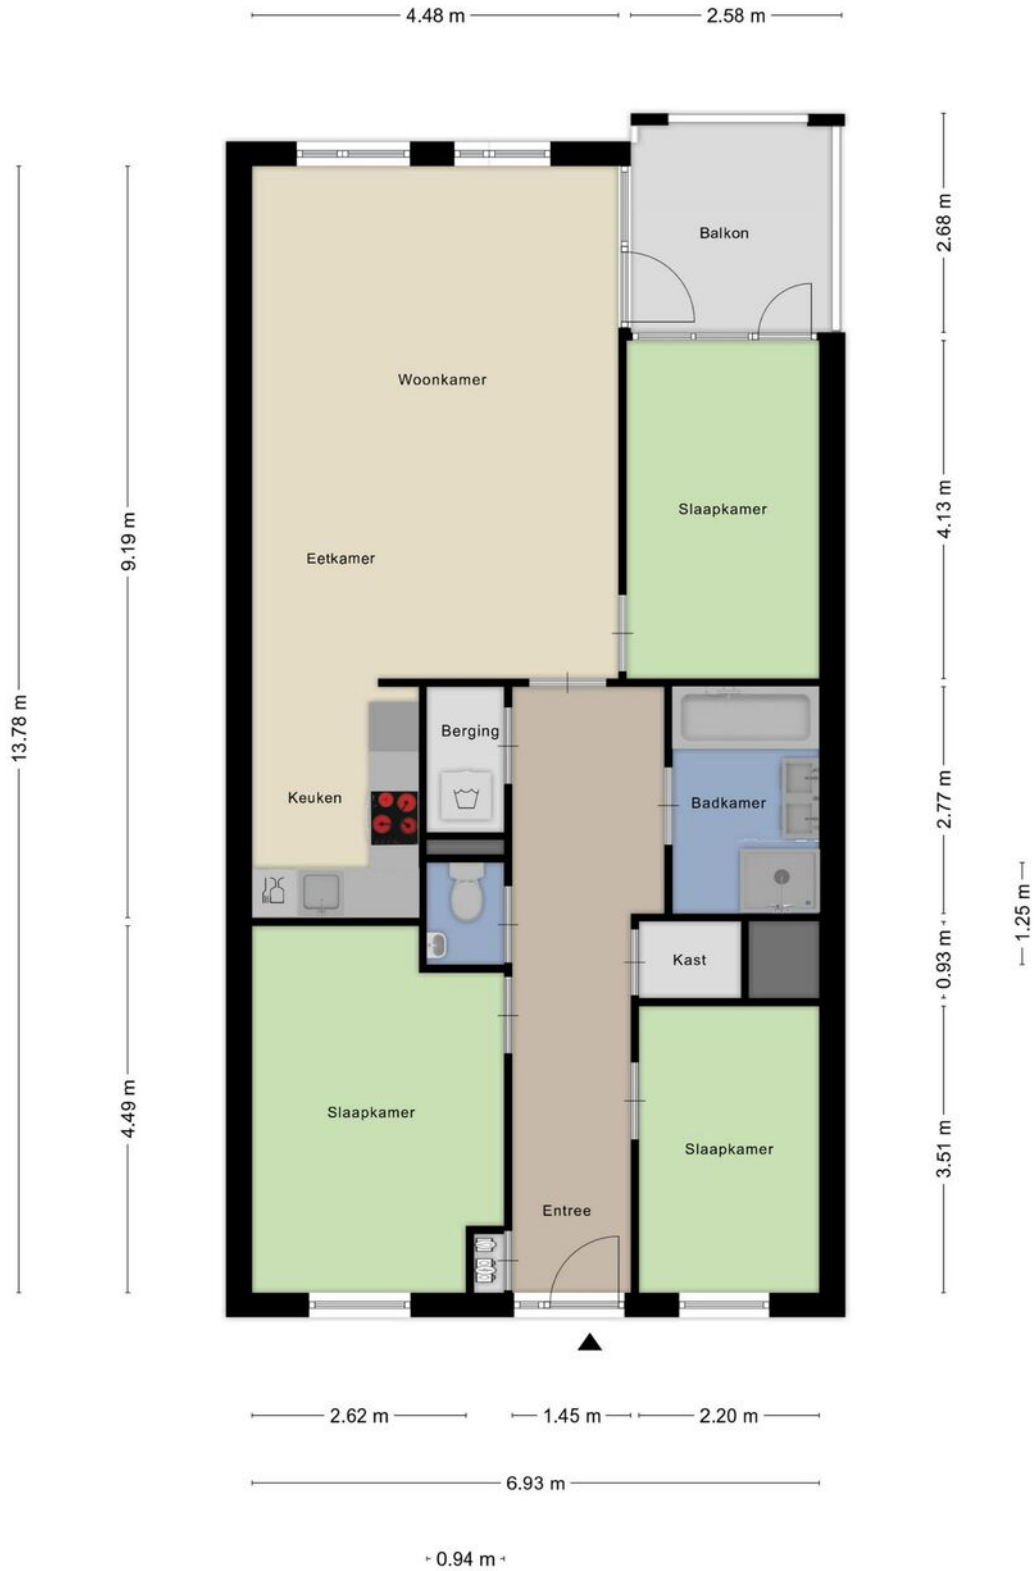 4.48 m
2.58 m
Balkon
2.68 m
Woonkamer
Slaapkamer
4.13 m
9.19 m
Eetkamer
13.78 m
Berging
Keuken
Badkamer
2.77 m
1.25 m
Kast
0.93 m
Slaapkamer
4.49 m
Slaapkamer
3.51 m
Entree
2.62 m
1.45 m
2.20 m
6.93 m
0.94 m